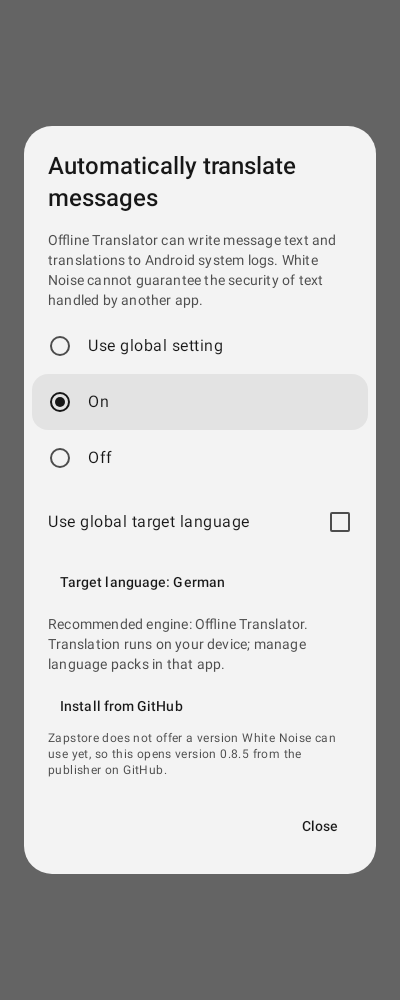 Automatically translate
messages
Offline Translator can write message text and
translations to Android system logs. White
Noise cannot guarantee the security of text
handled by another app.
Use global setting
On
Off
Use global target language
Target language: German
Recommended engine: Offline Translator.
Translation runs on your device; manage
language packs in that app.
Install from GitHub
Zapstore does not offer a version White Noise can
use yet, so this opens version 0.8.5 from the
publisher on GitHub.
Close